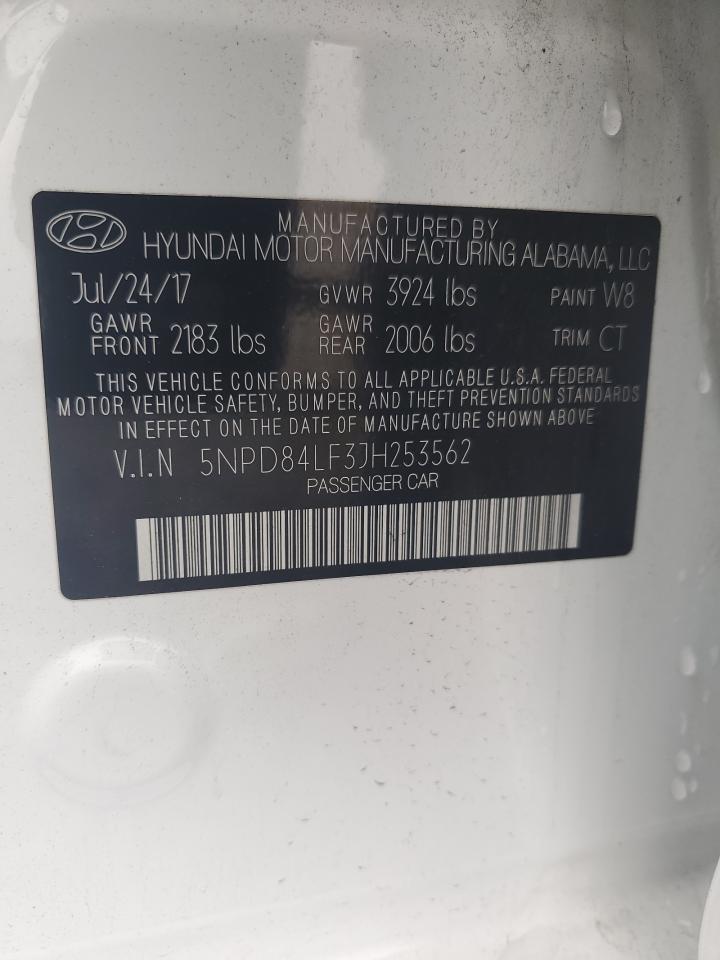 MANUFACTURED BY
HYUNDAI MOTOR MANUFACTURING ALABAMA, LLC
Jul/24/17 GVWR 3924 lbs PAINT W8
GAWR FRONT 2183 lbs GAWR REAR 2006 lbs TRIM CT
THIS VEHICLE CONFORMS TO ALL APPLICABLE U.S.A. FEDERAL
MOTOR VEHICLE SAFETY, BUMPER, AND THEFT PREVENTION STANDARDS
IN EFFECT ON THE DATE OF MANUFACTURE SHOWN ABOVE
V.I.N 5NPD84LF3JH253562
PASSENGER CAR